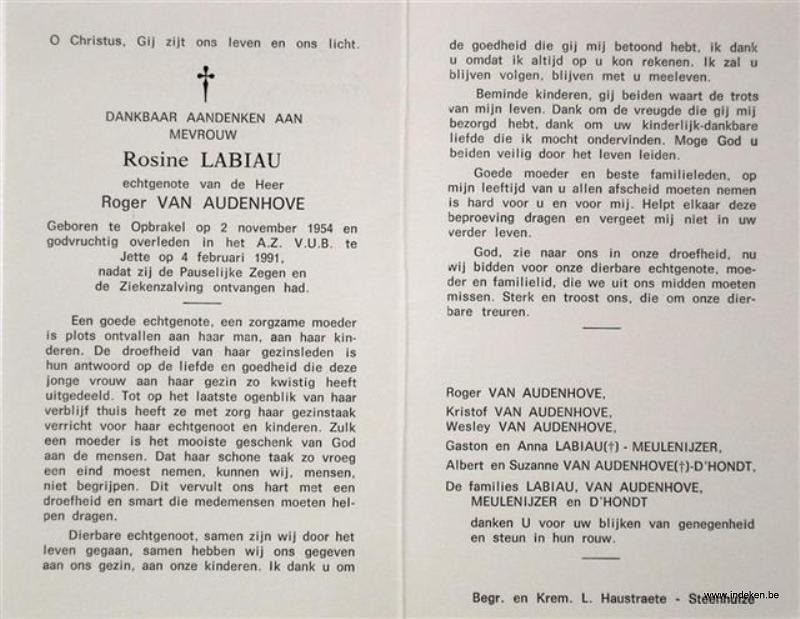 O Christus, Gij zijt ons leven en ons licht.
DANKBAAR AANDENKEN AAN
MEVROUW
Rosine LABIAU
echtgenote van de Heer
Roger VAN AUDENHOVE
Geboren te Opbrakel op 2 november 1954 en
godvruchtig overleden in het A.Z. V.U.B. te
Jette op 4 februari 1991,
nadat zij de Pauselijke Zegen en
de Ziekenzalving ontvangen had.
Een goede echtgenote, een zorgzame moeder
is plots ontvallen aan haar man, aan haar kin-
deren. De droefheid van haar gezinsleden is
hun antwoord op de liefde en goedheid die deze
jonge vrouw aan haar gezin zo kwistig heeft
uitgedeeld. Tot op het laatste ogenblik van haar
verblijf thuis heeft ze met zorg haar gezinstaak
verricht voor haar echtgenoot en kinderen. Zulk
een moeder is het mooiste geschenk van God
aan de mensen. Dat haar schone taak zo vroeg
een eind moest nemen, kunnen wij, mensen,
niet begrijpen. Dit vervult ons hart met een
droefheid en smart die medemensen moeten hel-
pen dragen.
Dierbare echtgenoot, samen zijn wij door het
leven gegaan, samen hebben wij ons gegeven
aan ons gezin, aan onze kinderen. Ik dank u om
de goedheid die gij mij betoond hebt, ik dank
u omdat ik altijd op u kon rekenen. Ik zal u
blijven volgen, blijven met u meeleven.
Beminde kinderen, gij beiden waart de trots
van mijn leven. Dank om de vreugde die gij mij
bezorgd hebt, dank om uw kinderlijk-dankbare
liefde die ik mocht ondervinden. Moge God u
beiden veilig door het leven leiden.
Goede moeder en beste familieleden, op
mijn leeftijd van u allen afscheid moeten nemen
is hard voor u en voor mij. Helpt elkaar deze
beproeving dragen en vergeet mij niet in uw
verder leven.
God, zie naar ons in onze droefheid, nu
wij bidden voor onze dierbare echtgenote, moe-
der en familielid, die we uit ons midden moeten
missen. Sterk en troost ons, die om onze dier-
bare treuren.
Roger VAN AUDENHOVE,
Kristof VAN AUDENHOVE,
Wesley VAN AUDENHOVE,
Gaston en Anna LABIAU(†) - MEULENIJZER,
Albert en Suzanne VAN AUDENHOVE(†)-D'HONDT,
De families LABIAU, VAN AUDENHOVE,
MEULENIJZER en D'HONDT
danken U voor uw blijken van genegenheid
en steun in hun rouw.
Begr. en Krem. L. Haustraete - Steenhuize
www.indeken.be